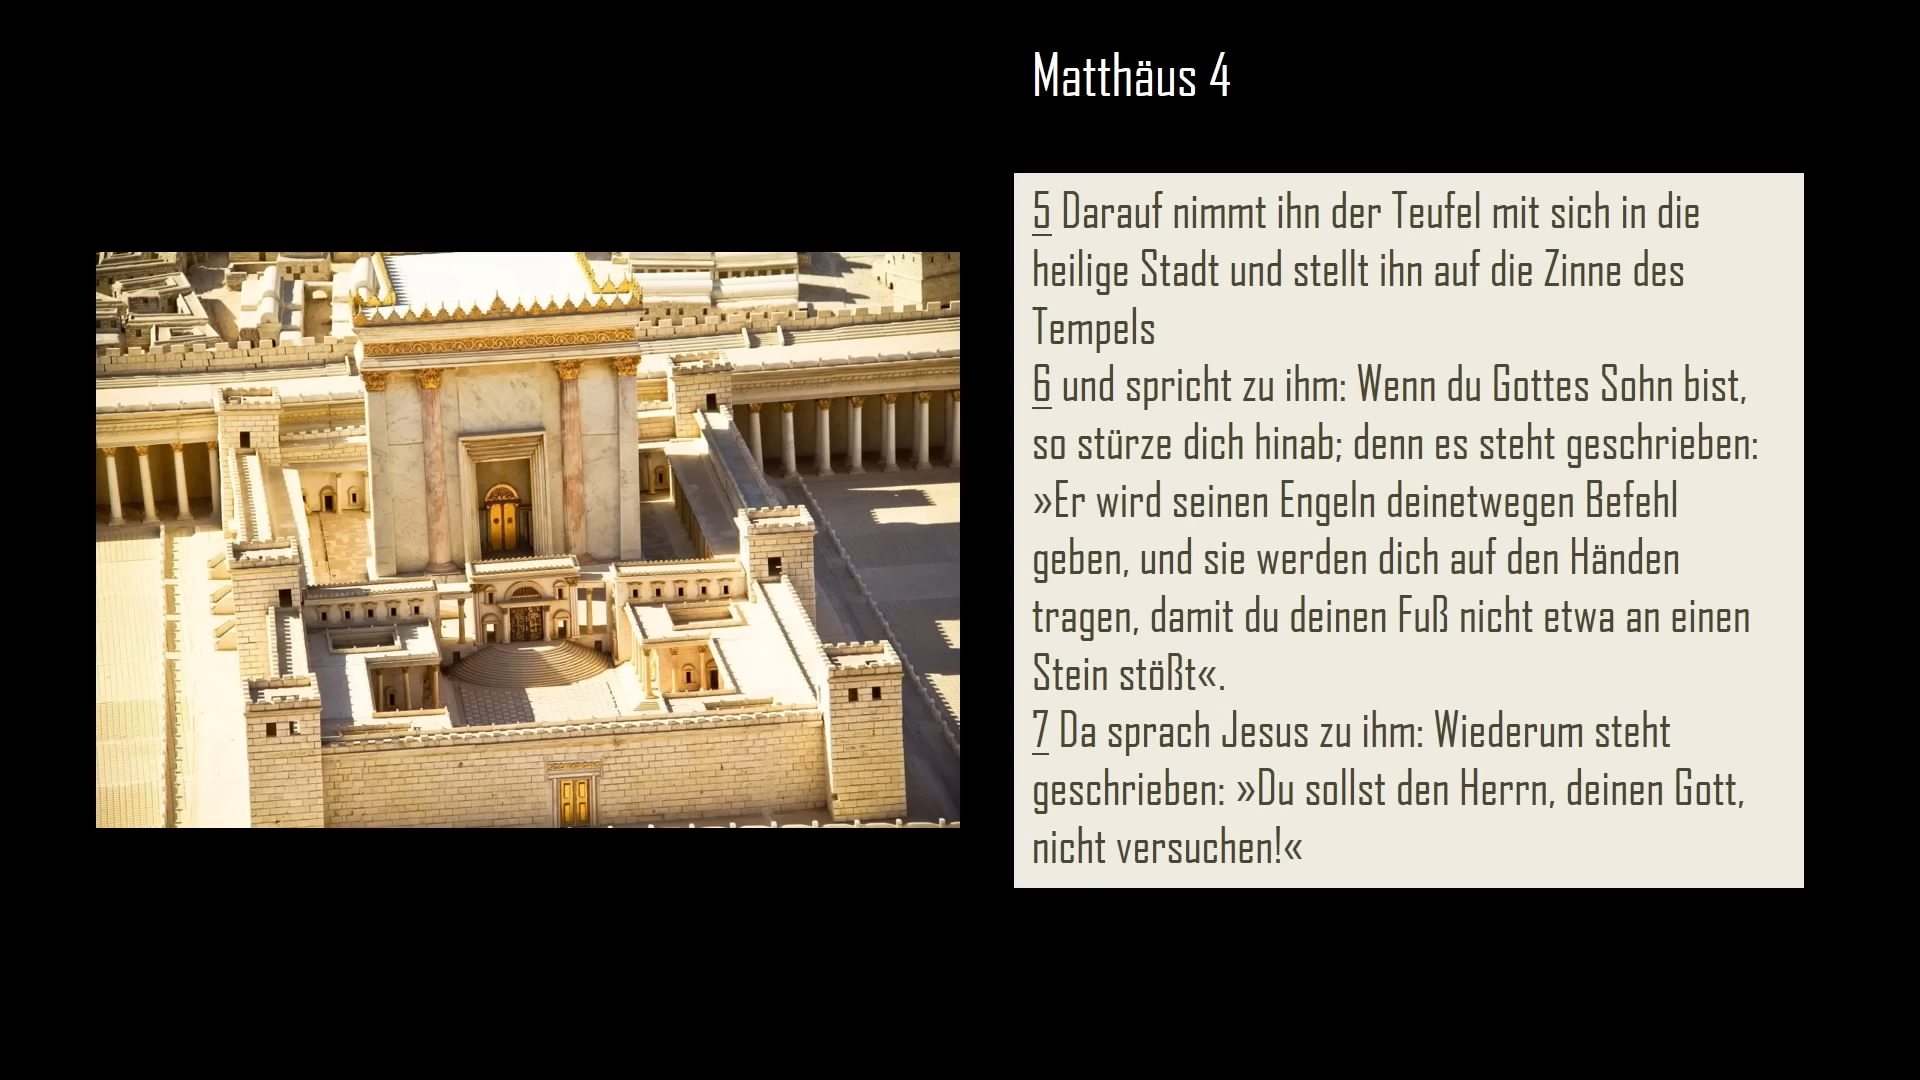 Matthäus 4
5 Darauf nimmt ihn der Teufel mit sich in die
heilige Stadt und stellt ihn auf die Zinne des
Tempels
6 und spricht zu ihm: Wenn du Gottes Sohn bist,
so stürze dich hinab; denn es steht geschrieben:
»Er wird seinen Engeln deinetwegen Befehl
geben, und sie werden dich auf den Händen
tragen, damit du deinen Fuß nicht etwa an einen
Stein stößt«.
7 Da sprach Jesus zu ihm: Wiederum steht
geschrieben: »Du sollst den Herrn, deinen Gott,
nicht versuchen!«